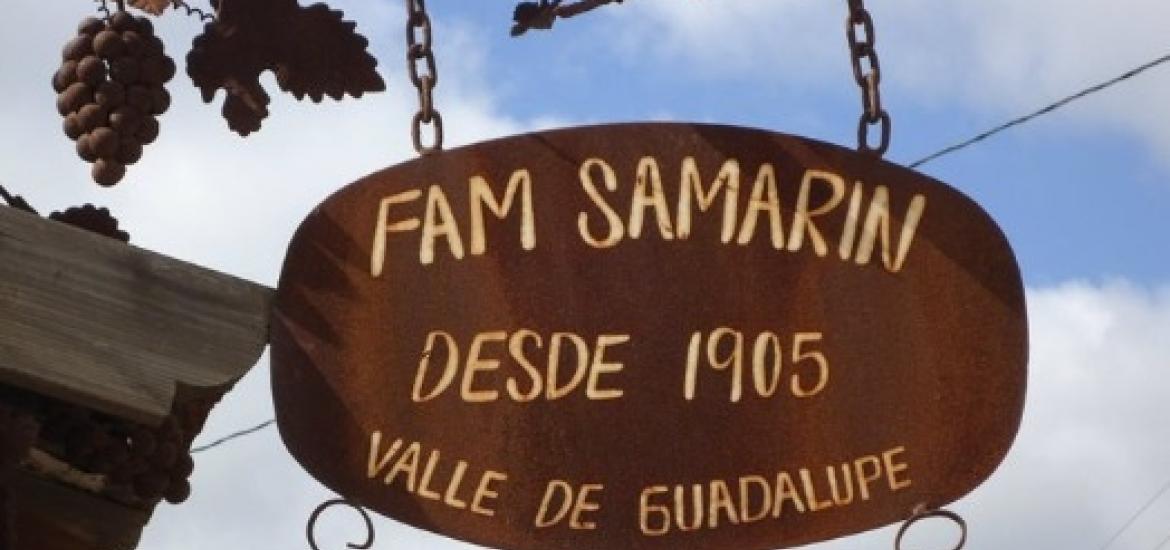 FAM SAMARIN
DESDE 1905
VALLE DE GUADALUPE